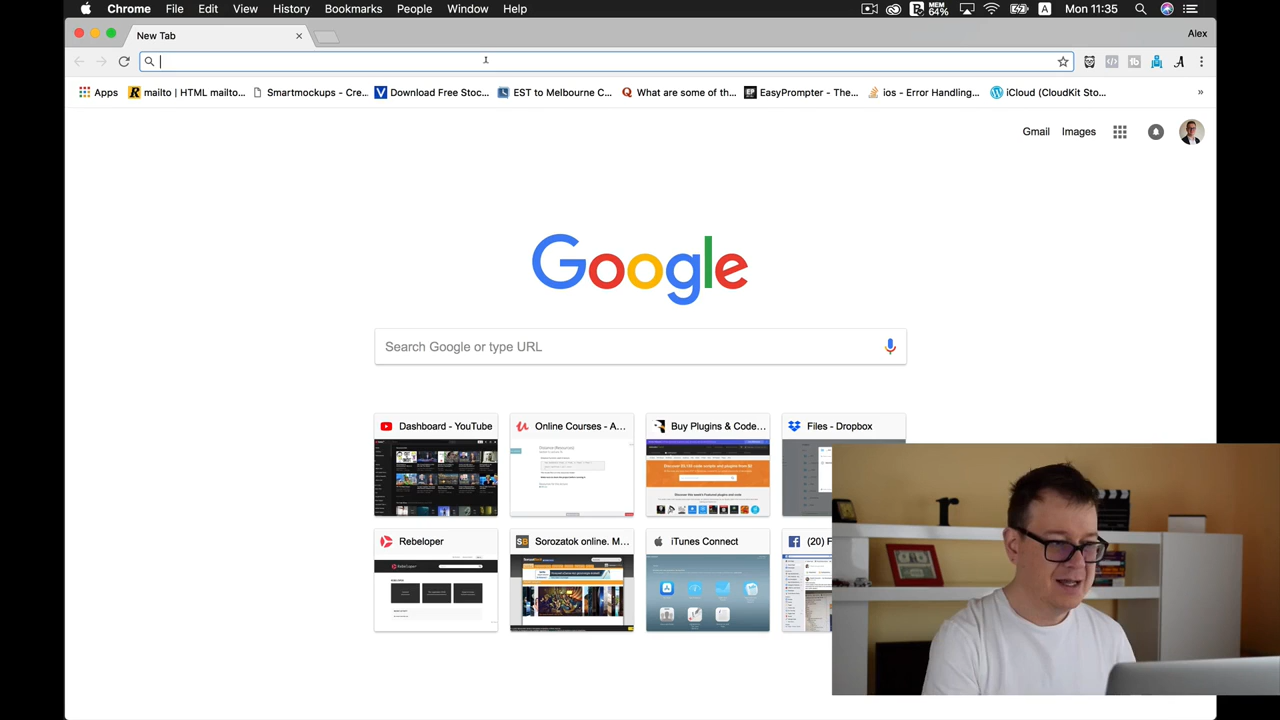 Chrome File Edit View History Bookmarks People Window Help MEM 64% A Mon 11:35
New Tab Alex
Apps mailto | HTML mailto... Smartmockups - Cre... Download Free Stoc... EST to Melbourne C... What are some of th... EasyPrompter - The... ios - Error Handling... iCloud (CloudKit Sto... »
Gmail Images
Google
Search Google or type URL
Dashboard - YouTube Online Courses - A... Buy Plugins & Code... Files - Dropbox
Rebeloper Sorozatok online. M... iTunes Connect (20) F